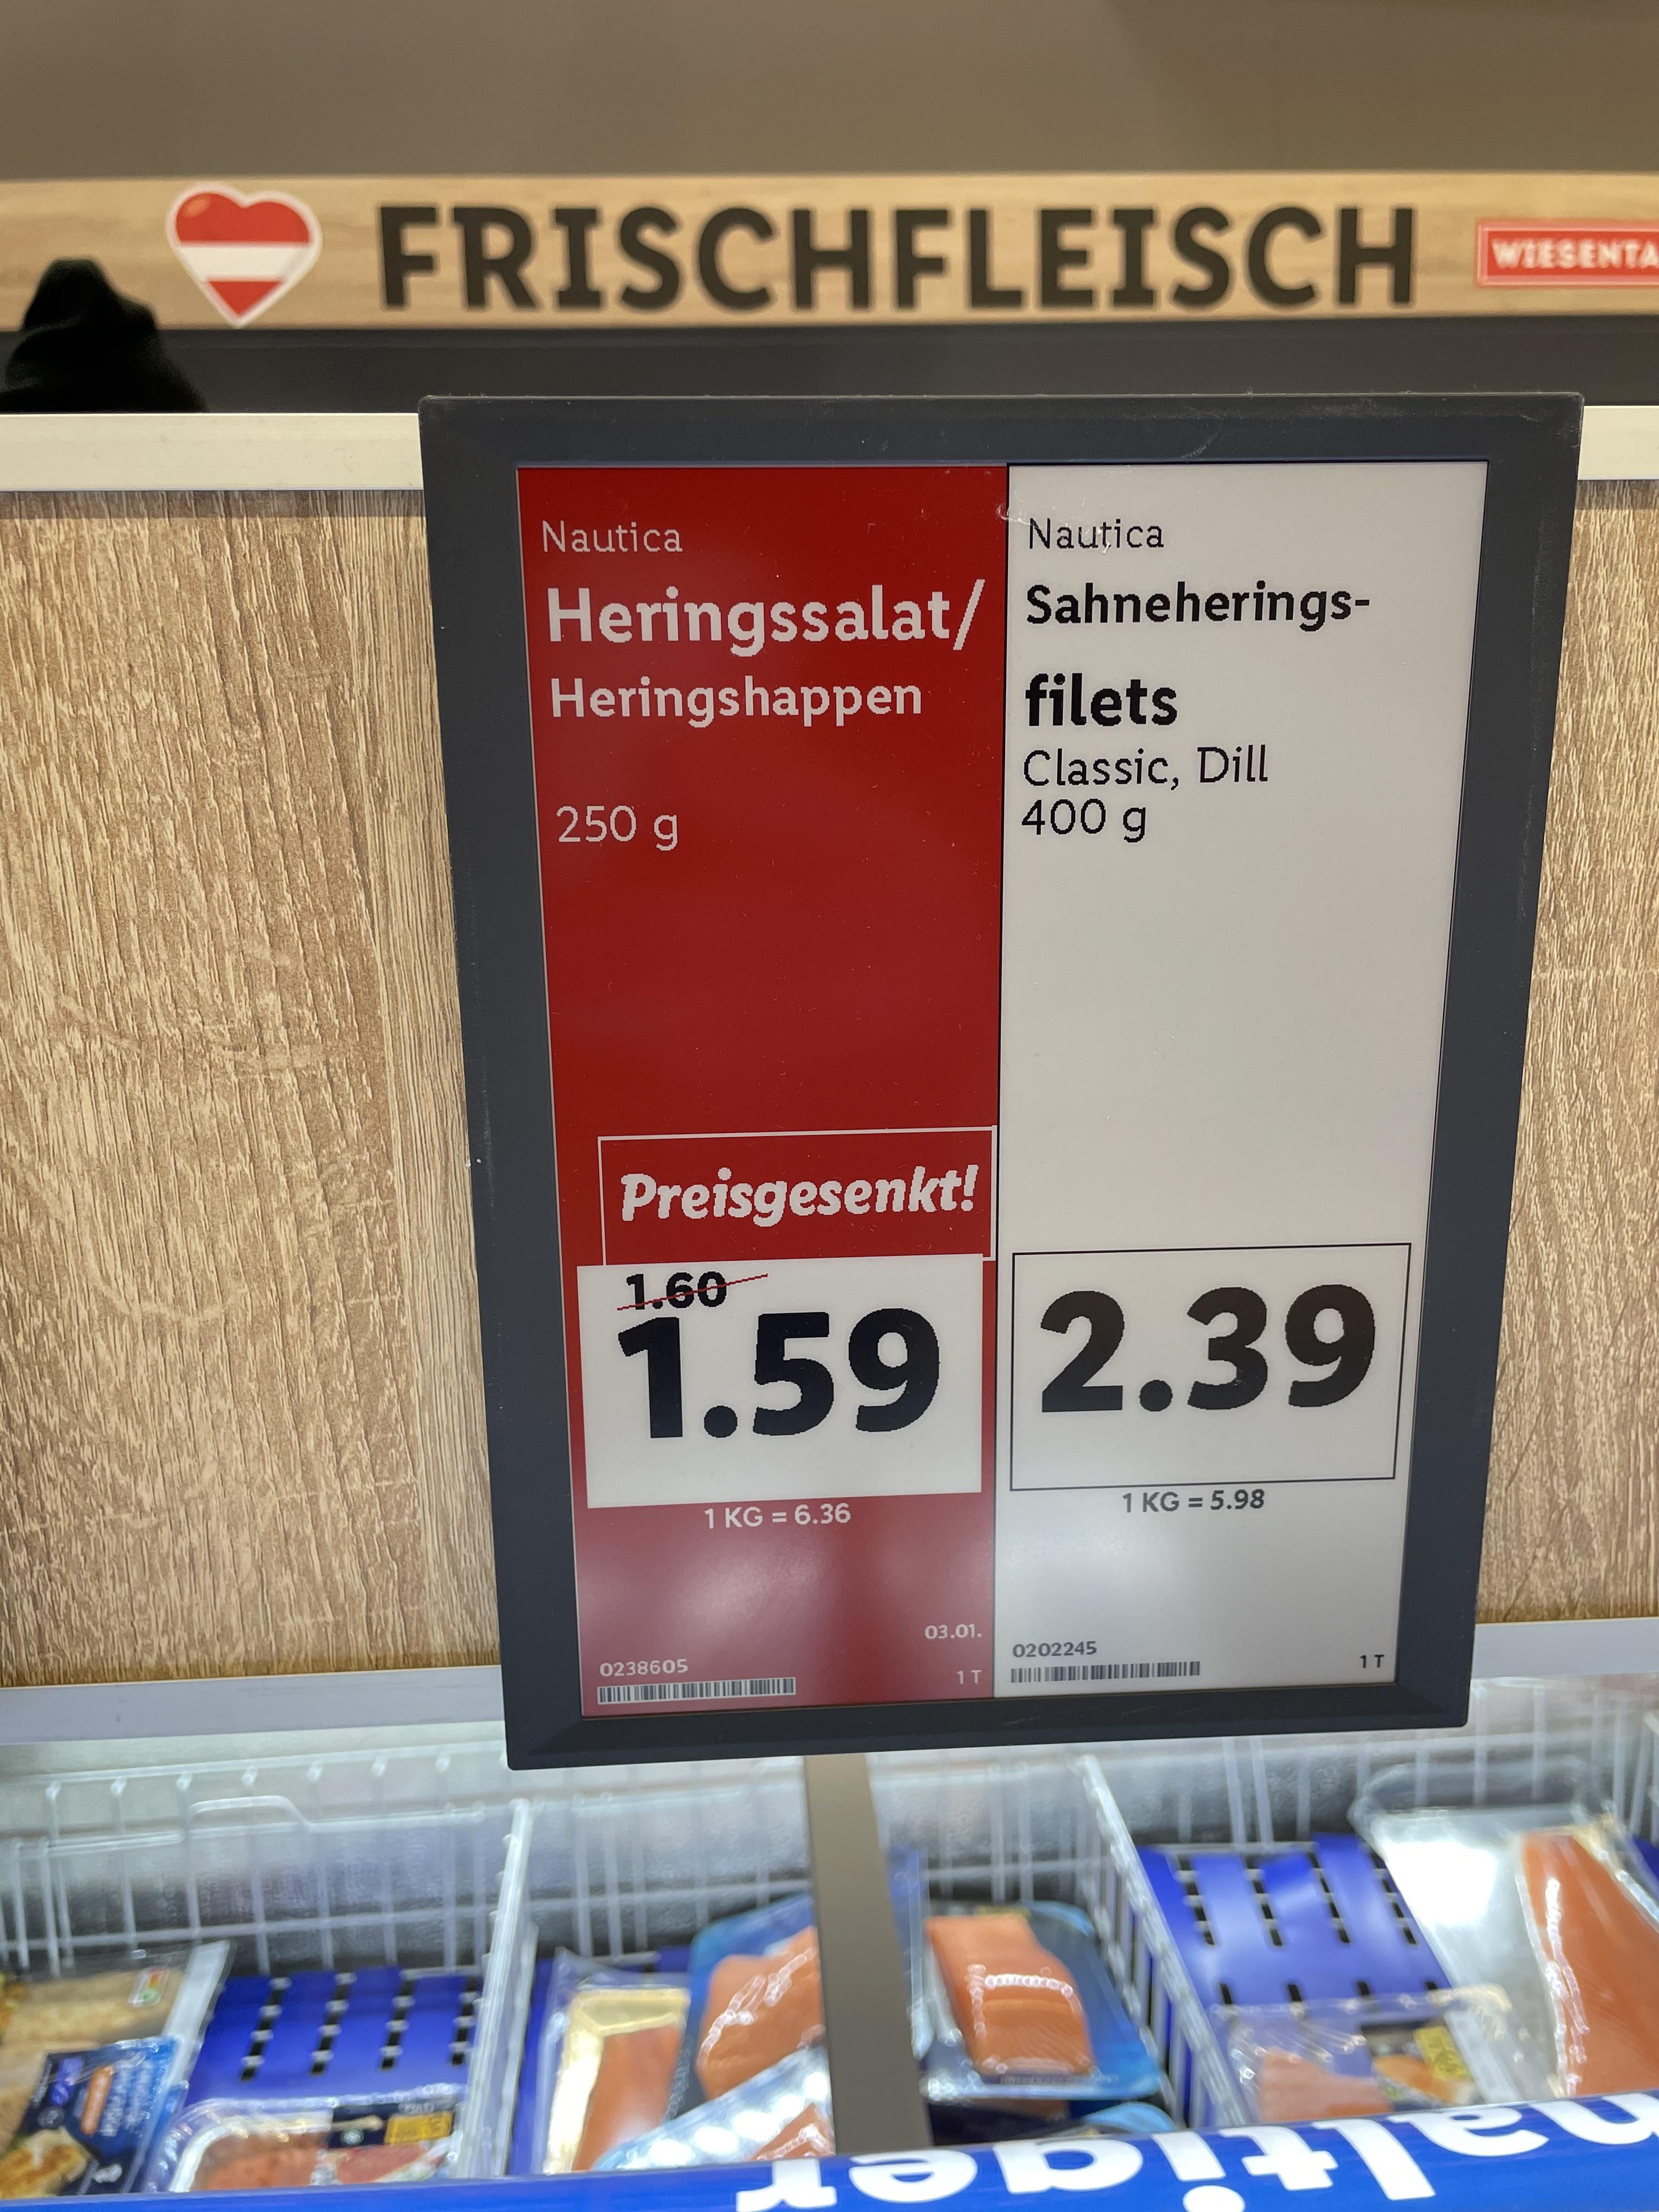 FRISCHFLEISCH
Nautica
Heringssalat/
Heringshappen
250 g
Preisgesenkt!
1.60
1.59
1 KG = 6.36
03.01.
0238605
1 T
Nautica
Sahneherings-
filets
Classic, Dill
400 g
2.39
1 KG = 5.98
0202245
1 T